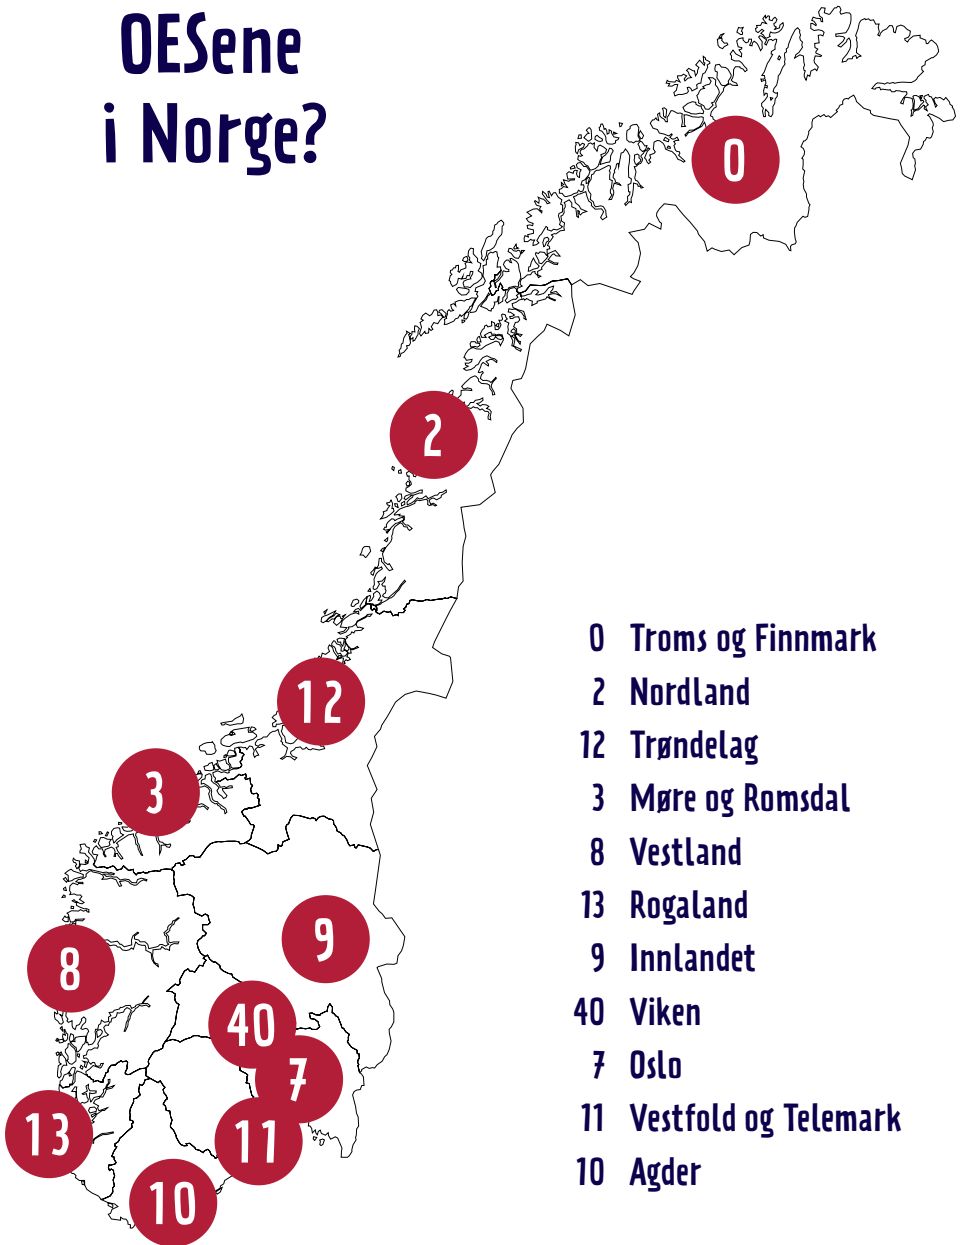 OESene
i Norge?
0
2
12
3
9
8
40
7
13
11
10
0 Troms og Finnmark
2 Nordland
12 Trøndelag
3 Møre og Romsdal
8 Vestland
13 Rogaland
9 Innlandet
40 Viken
7 Oslo
11 Vestfold og Telemark
10 Agder